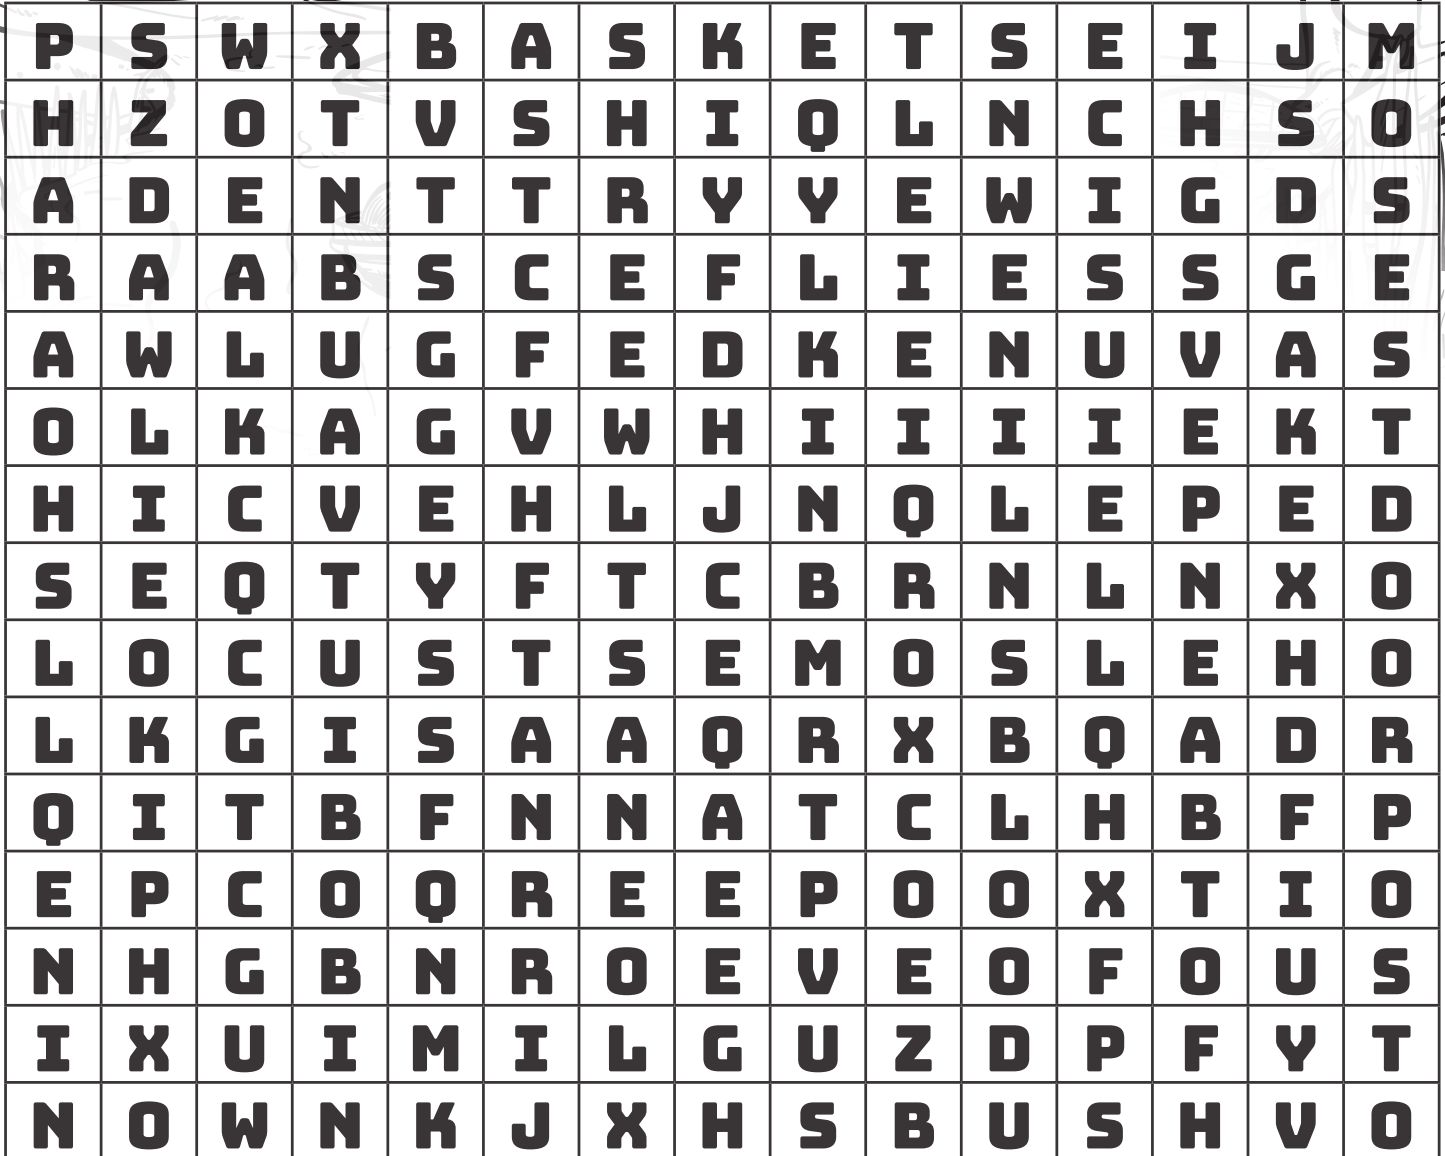 P S W X B A S K E T S E I J M
H Z O T V S H I Q L N C H S O
A D E N T T R Y Y E W I G D S
R A A B S C E F L I E S S G E
A W L U G F E D K E N U V A S
O L K A G V W H I I I I E K T
H I C V E H L J N Q L E P E D
S E Q T Y F T C B R N L N X O
L O C U S T S E M O S L E H O
L K G I S A A Q R X B Q A D R
Q I T B F N N A T C L H B F P
E P C O Q R E E P O O X T I O
N H G B N R O E V E O F O U S
I X U I M I L G U Z D P F Y T
N O W N K J X H S B U S H V O